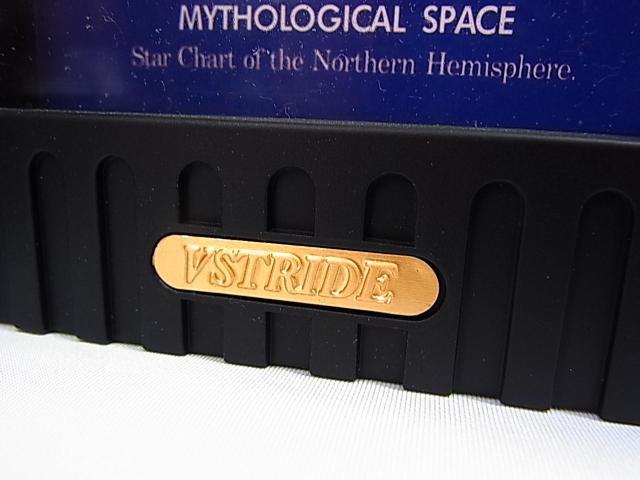 MYTHOLOGICAL SPACE
Star Chart of the Northern Hemisphere.
VSTRIDE